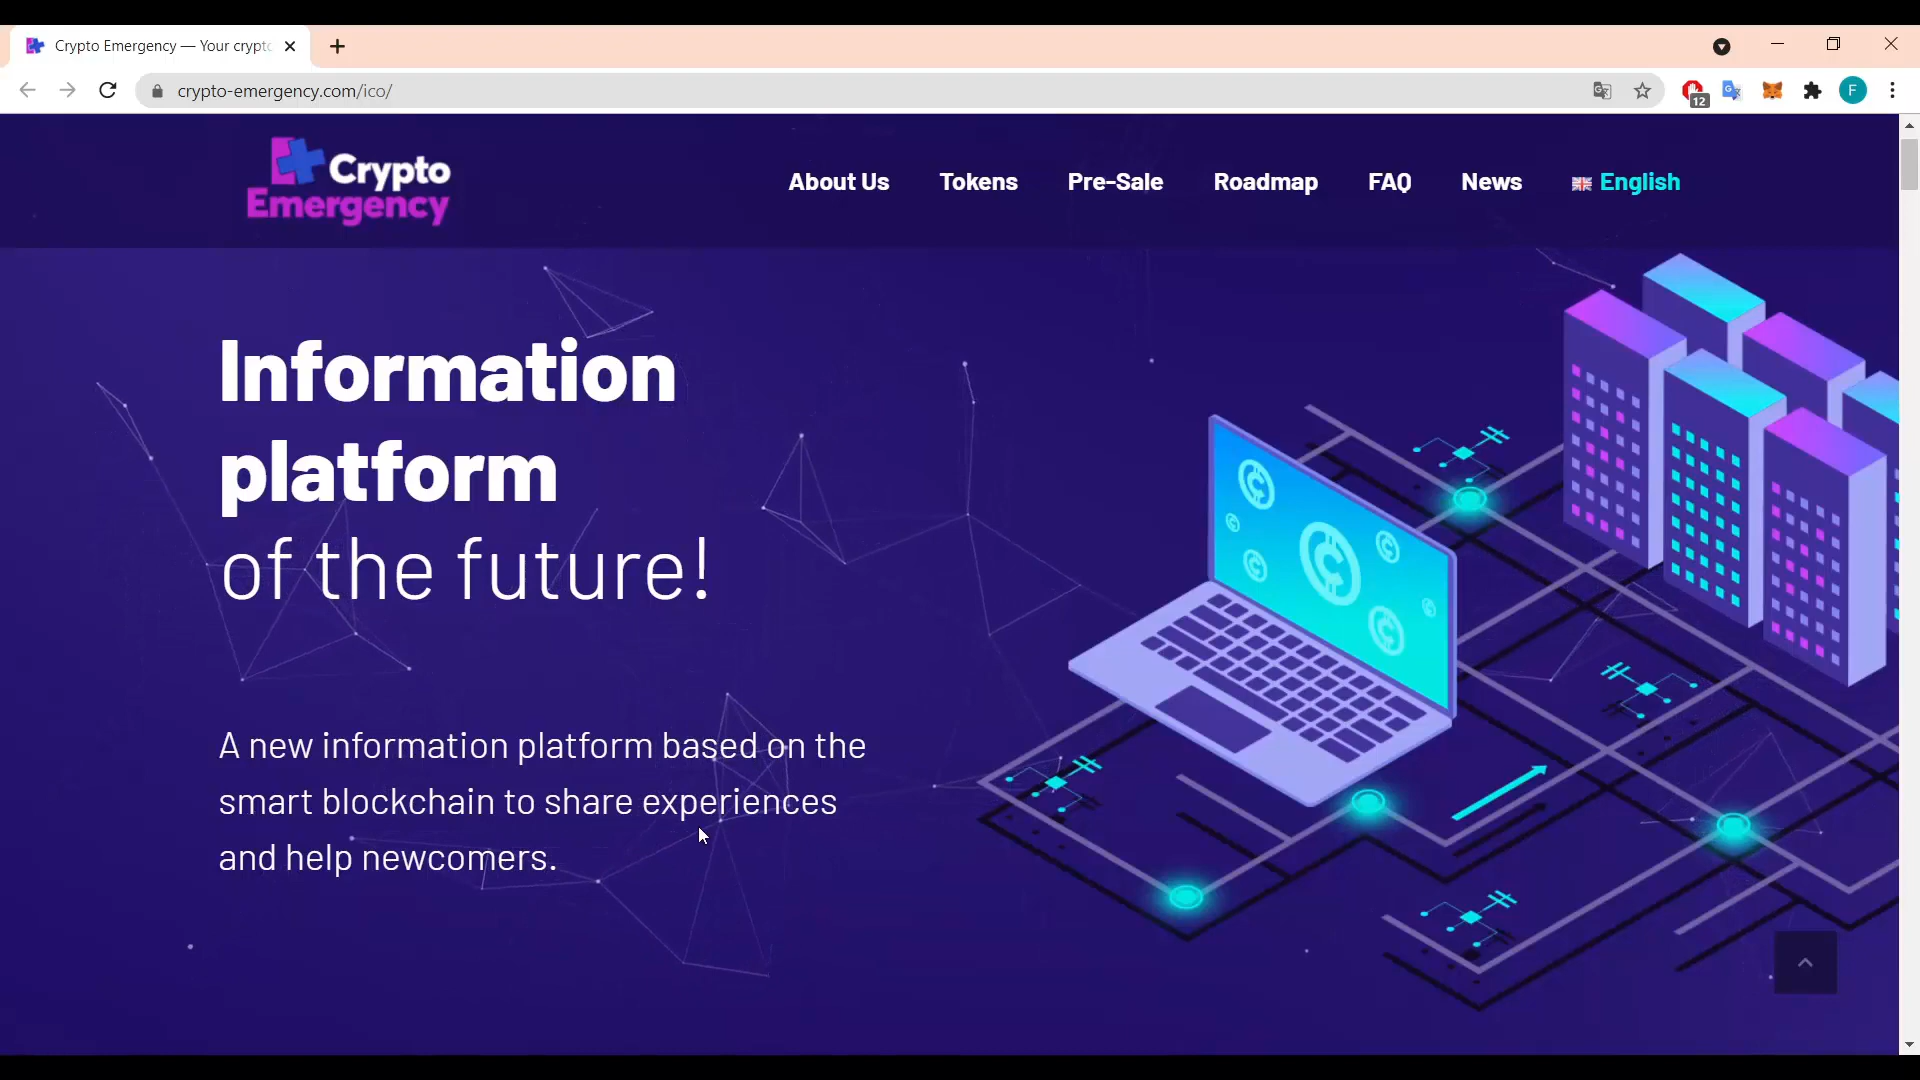 Crypto Emergency — Your crypto
crypto-emergency.com/ico/
12
F
Crypto
Emergency
About Us
Tokens
Pre-Sale
Roadmap
FAQ
News
English
Information
platform
of the future!
A new information platform based on the
smart blockchain to share experiences
and help newcomers.